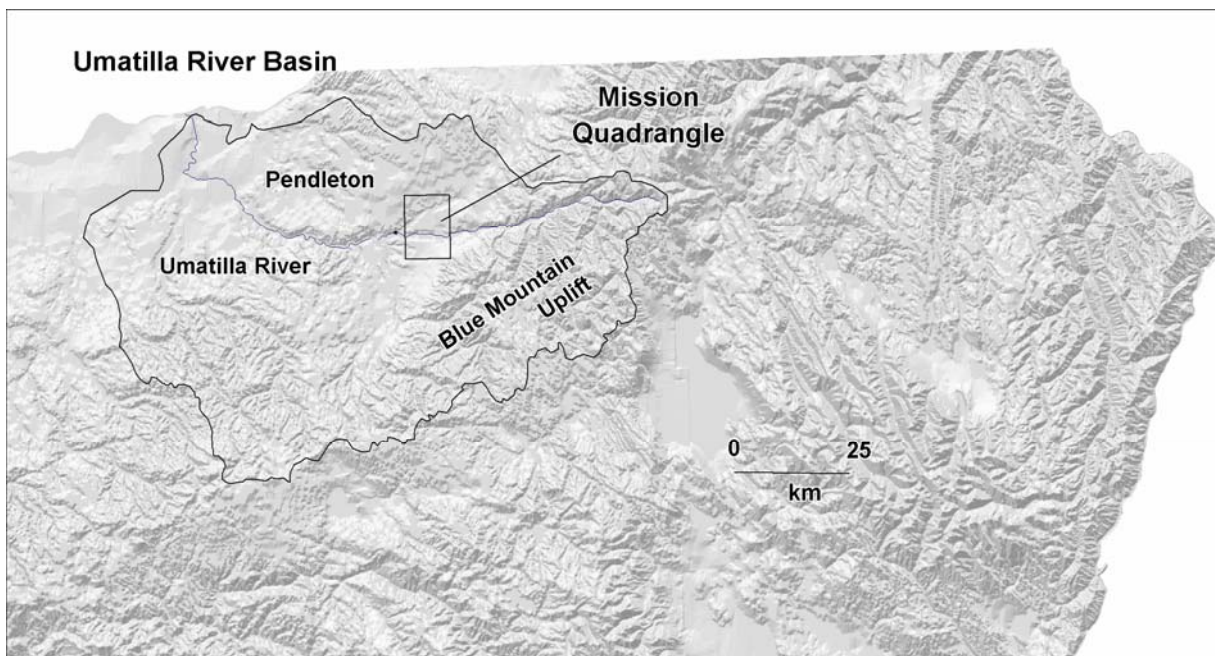 Umatilla River Basin
Mission
Quadrangle
Pendleton
Umatilla River
Blue Mountain
Uplift
0 25
km